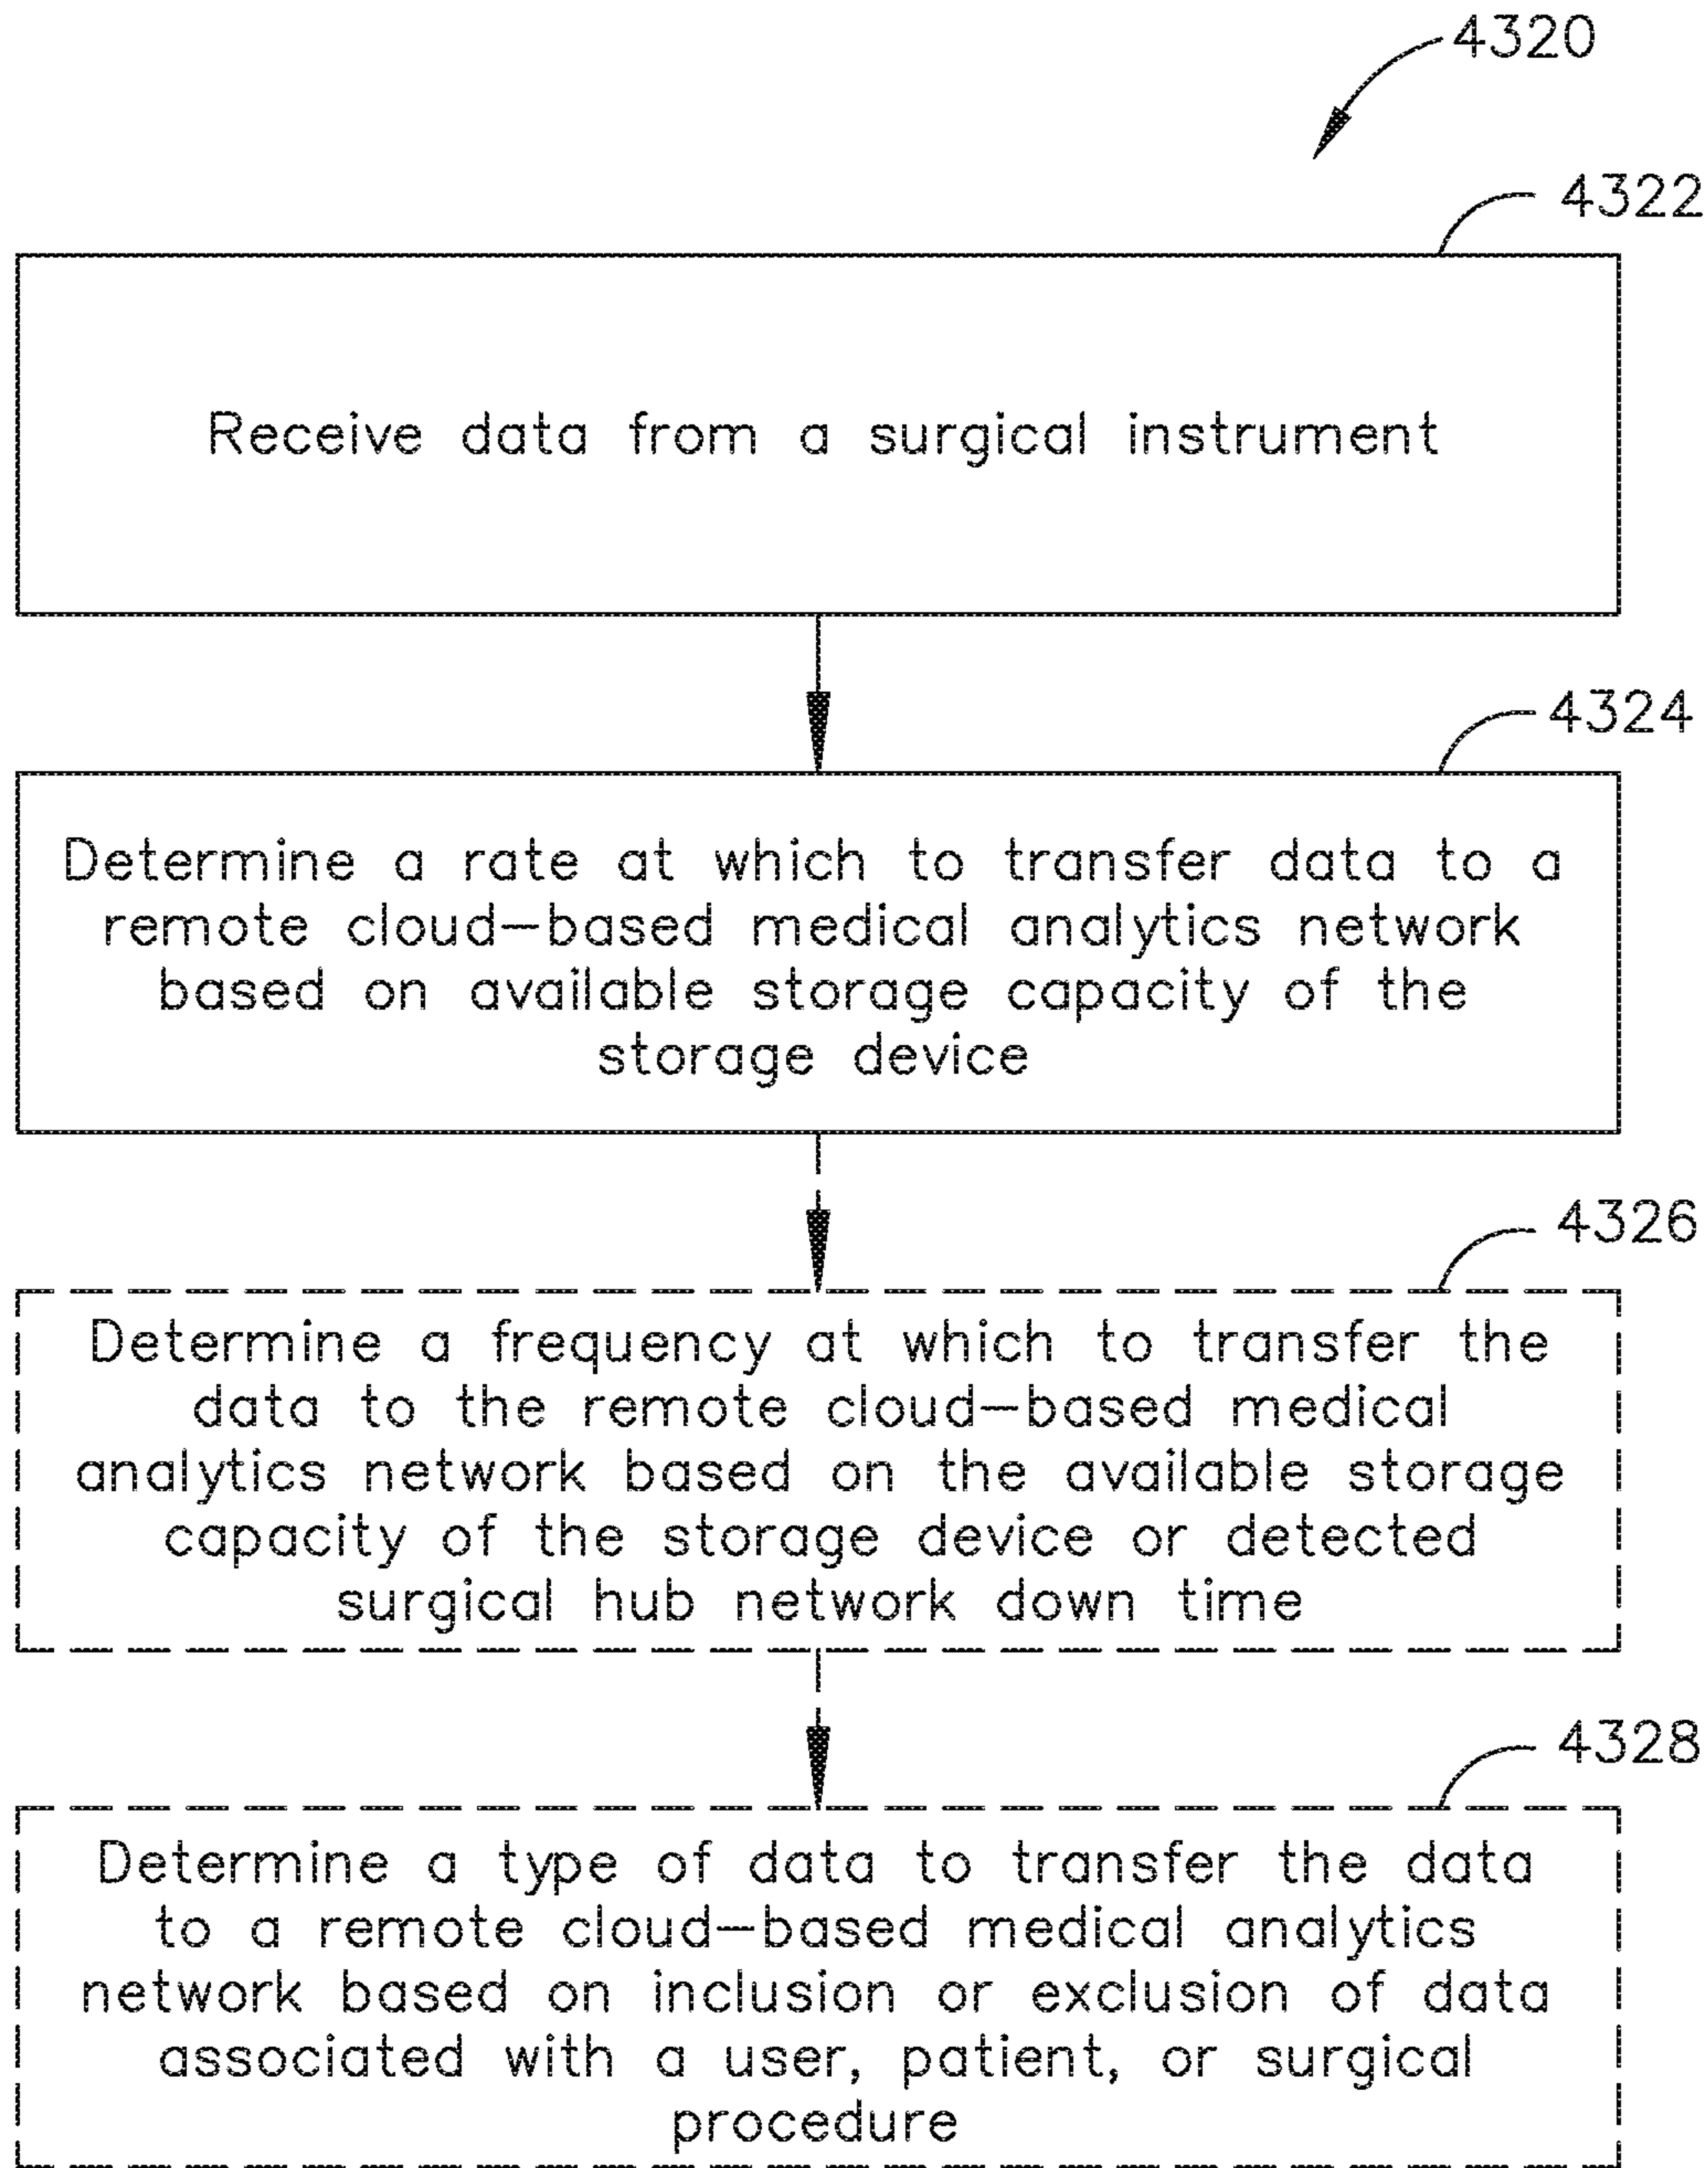 4320
4322
Receive data from a surgical instrument
4324
Determine a rate at which to transfer data to a
remote cloud-based medical analytics network
based on available storage capacity of the
storage device
4326
Determine a frequency at which to transfer the
data to the remote cloud-based medical
analytics network based on the available storage
capacity of the storage device or detected
surgical hub network down time
4328
Determine a type of data to transfer the data
to a remote cloud-based medical analytics
network based on inclusion or exclusion of data
associated with a user, patient, or surgical
procedure